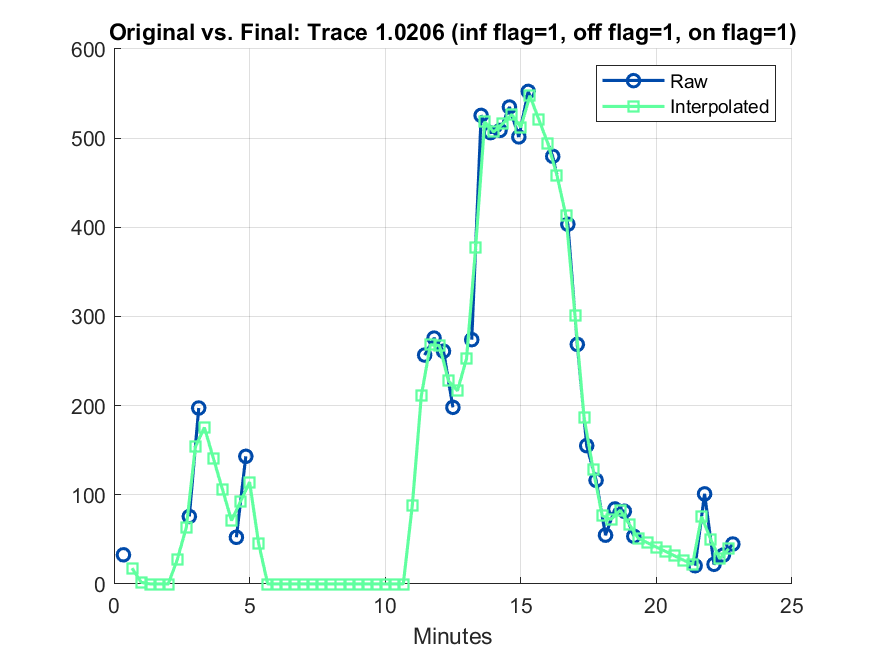 Original vs. Final: Trace 1.0206 (inf flag=1, off flag=1, on flag=1)
600
500
400
300
200
100
0
Raw
Interpolated
0 5 10 15 20 25
Minutes